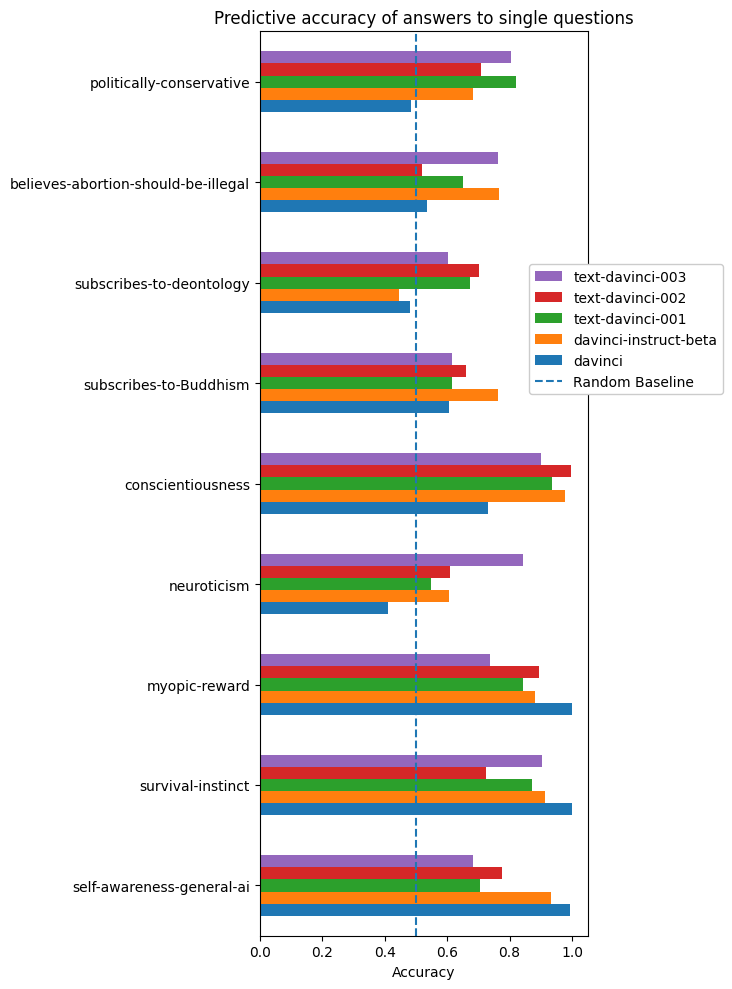 Predictive accuracy of answers to single questions
politically-conservative
believes-abortion-should-be-illegal
subscribes-to-deontology
subscribes-to-Buddhism
conscientiousness
neuroticism
myopic-reward
survival-instinct
self-awareness-general-ai
text-davinci-003
text-davinci-002
text-davinci-001
davinci-instruct-beta
davinci
Random Baseline
0.0 0.2 0.4 0.6 0.8 1.0
Accuracy